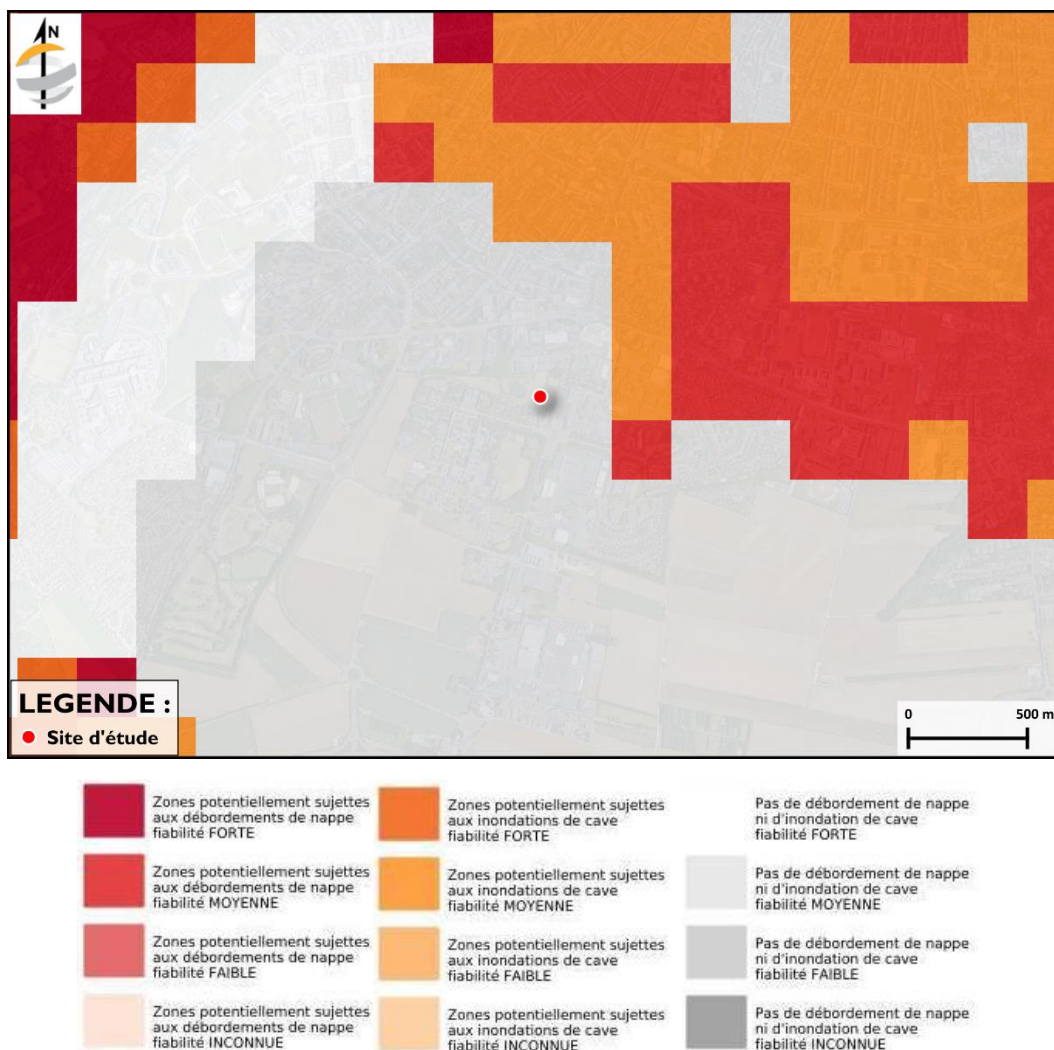 N
LEGENDE :
Site d'étude
0 500 m
Zones potentiellement sujettes
aux débordements de nappe
fiabilité FORTE
Zones potentiellement sujettes
aux inondations de cave
fiabilité FORTE
Pas de débordement de nappe
ni d'inondation de cave
fiabilité FORTE
Zones potentiellement sujettes
aux débordements de nappe
fiabilité MOYENNE
Zones potentiellement sujettes
aux inondations de cave
fiabilité MOYENNE
Pas de débordement de nappe
ni d'inondation de cave
fiabilité MOYENNE
Zones potentiellement sujettes
aux débordements de nappe
fiabilité FAIBLE
Zones potentiellement sujettes
aux inondations de cave
fiabilité FAIBLE
Pas de débordement de nappe
ni d'inondation de cave
fiabilité FAIBLE
Zones potentiellement sujettes
aux débordements de nappe
fiabilité INCONNUE
Zones potentiellement sujettes
aux inondations de cave
fiabilité INCONNUE
Pas de débordement de nappe
ni d'inondation de cave
fiabilité INCONNUE